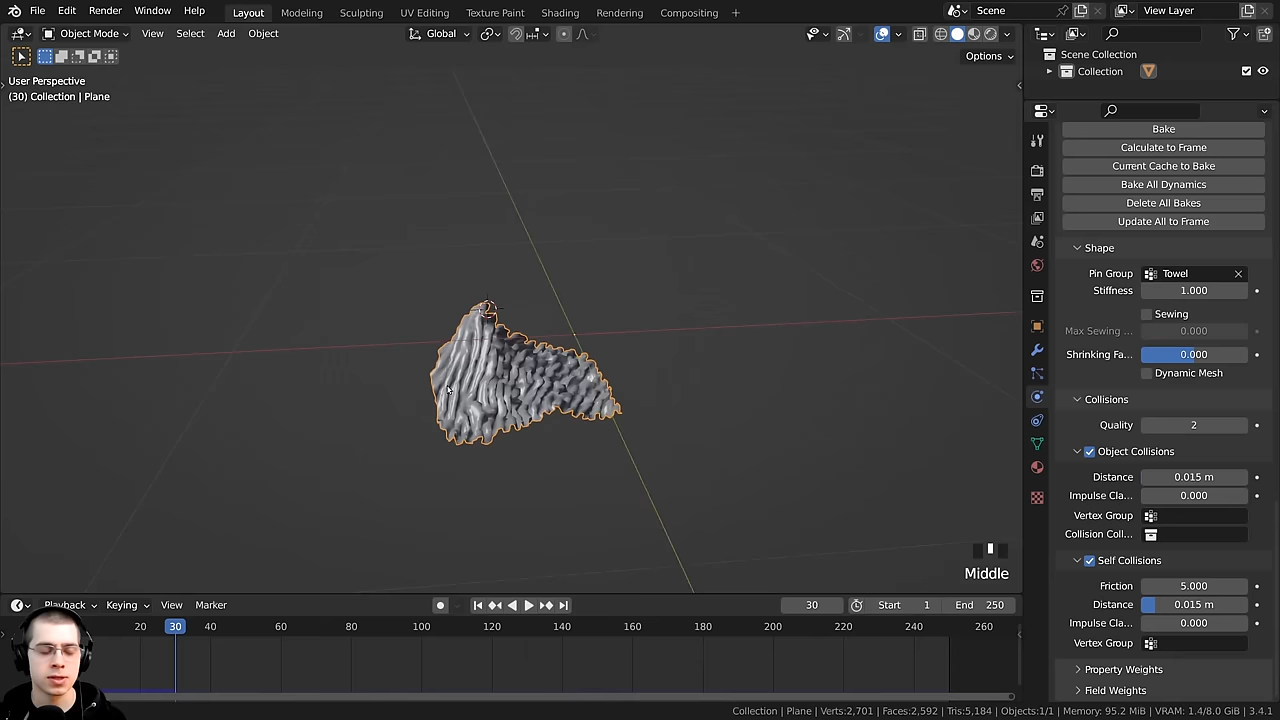 File Edit Render Window Help Layout Modeling Sculpting UV Editing Texture Paint Shading Rendering Compositing + Scene View Layer
Object Mode View Select Add Object Global
Options
User Perspective
(30) Collection | Plane
Scene Collection
Collection
Bake
Calculate to Frame
Current Cache to Bake
Bake All Dynamics
Delete All Bakes
Update All to Frame
Shape
Pin Group Towel
Stiffness 1.000
Sewing
Max Sewing ... 0.000
Shrinking Fa... 0.000
Dynamic Mesh
Collisions
Quality 2
Object Collisions
Distance 0.015 m
Impulse Cla... 0.000
Vertex Group
Collision Coll...
Self Collisions
Friction 5.000
Distance 0.015 m
Impulse Cla... 0.000
Vertex Group
Property Weights
Field Weights
Middle
Playback Keying View Marker 30 Start 1 End 250
20 30 40 60 80 100 120 140 160 180 200 220 240 260
Collection | Plane | Verts:2,701 | Faces:2,592 | Tris:5,184 | Objects:1/1 | Memory: 95.2 MiB | VRAM: 1.4/8.0 GiB | 3.4.1